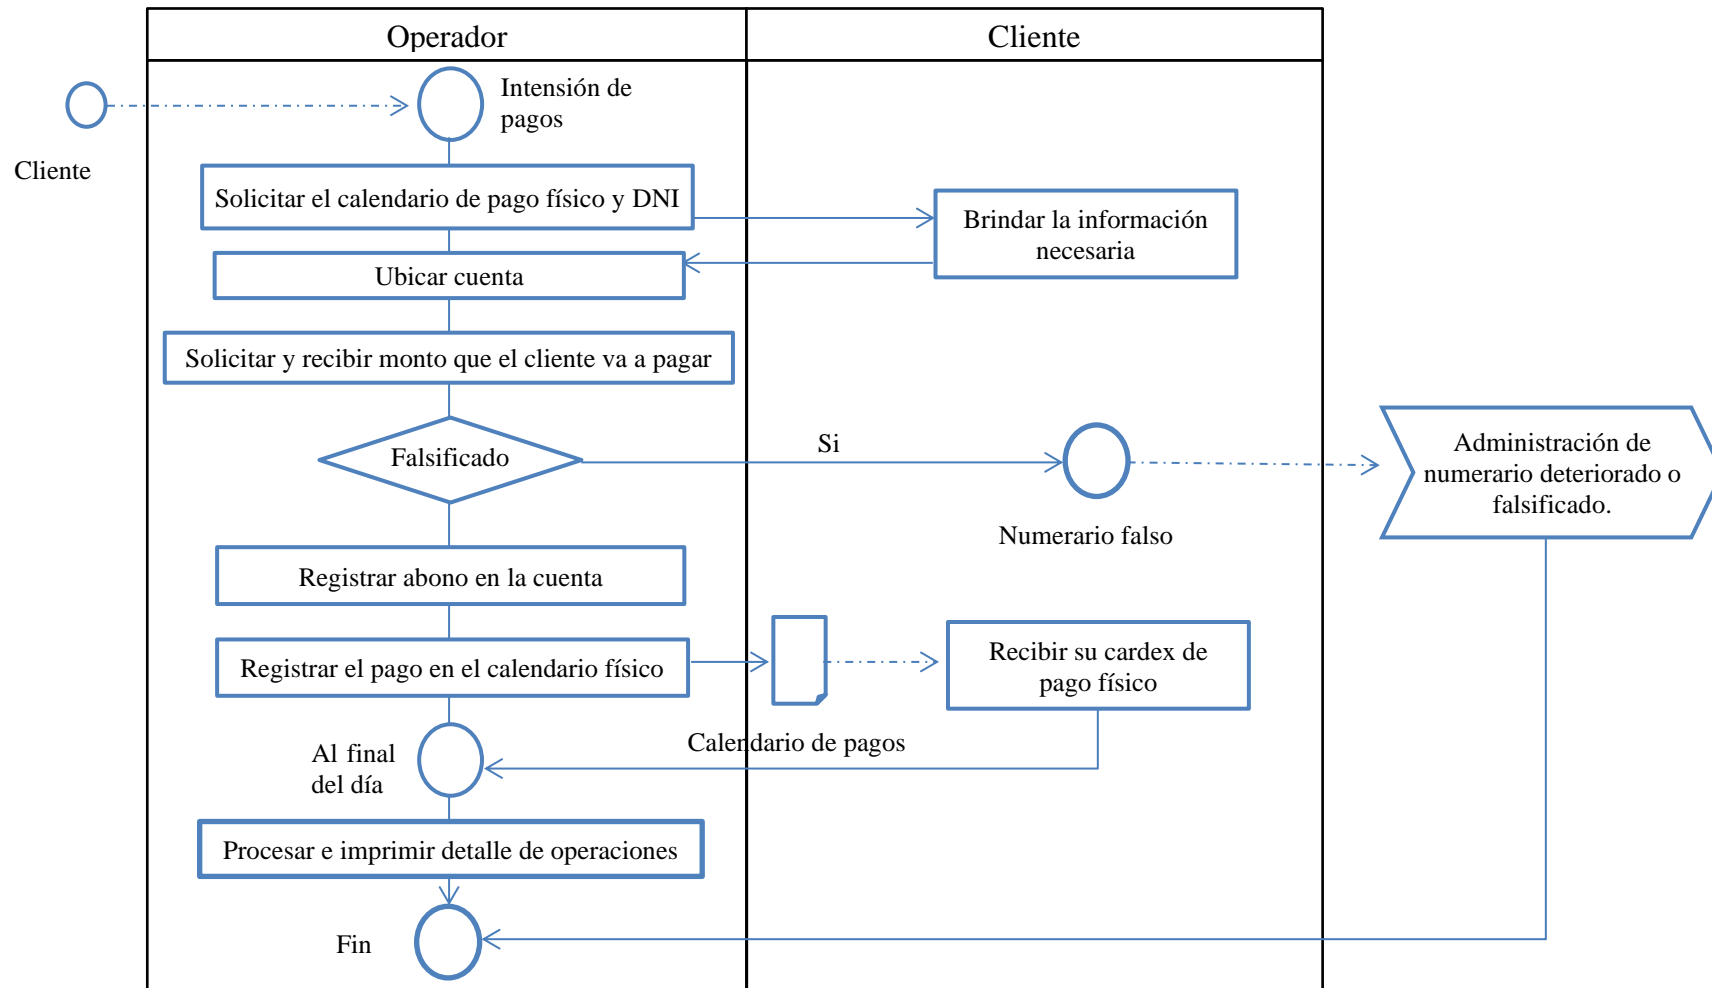 Operador
Cliente
Intensión de
pagos
Cliente
Solicitar el calendario de pago físico y DNI
Brindar la información
necesaria
Ubicar cuenta
Solicitar y recibir monto que el cliente va a pagar
Falsificado
Si
Administración de
numerario deteriorado o
falsificado.
Numerario falso
Registrar abono en la cuenta
Registrar el pago en el calendario físico
Recibir su cardex de
pago físico
Calendario de pagos
Al final
del día
Procesar e imprimir detalle de operaciones
Fin